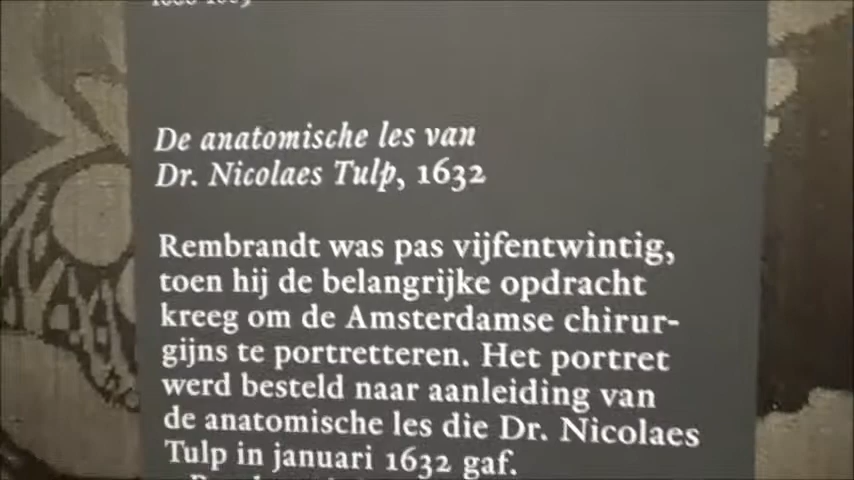 De anatomische les van
Dr. Nicolaes Tulp, 1632
Rembrandt was pas vijfentwintig,
toen hij de belangrijke opdracht
kreeg om de Amsterdamse chirur-
gijns te portretteren. Het portret
werd besteld naar aanleiding van
de anatomische les die Dr. Nicolaes
Tulp in januari 1632 gaf.